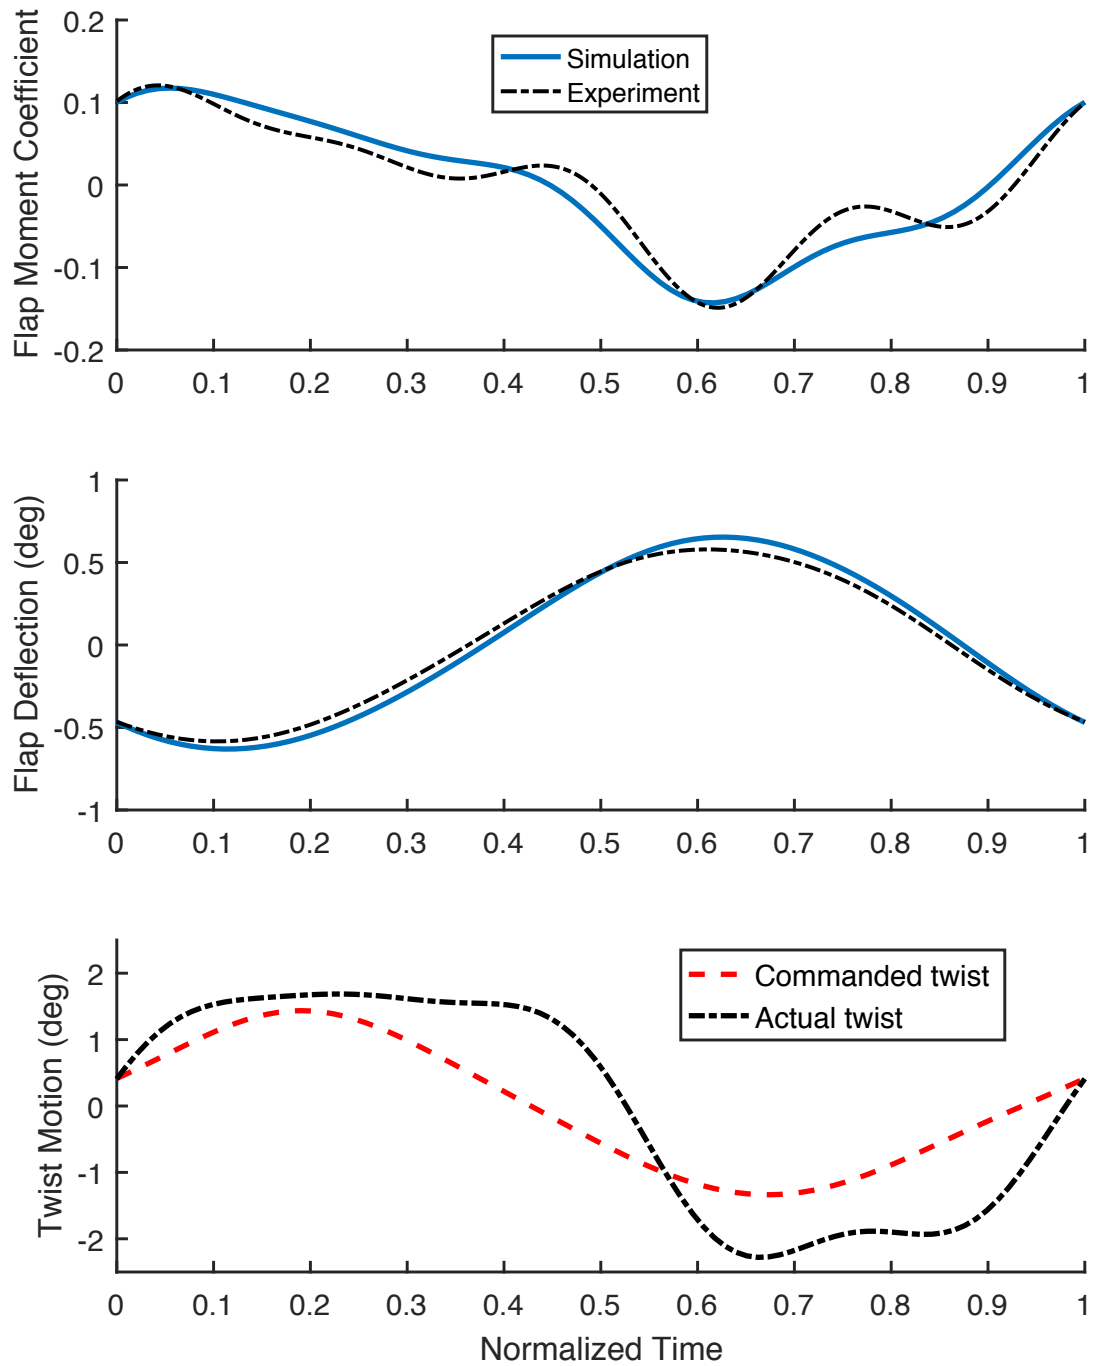 Flap Moment Coefficient
0.2
0.1
0
-0.1
-0.2
Simulation
Experiment
0 0.1 0.2 0.3 0.4 0.5 0.6 0.7 0.8 0.9 1
Flap Deflection (deg)
1
0.5
0
-0.5
-1
0 0.1 0.2 0.3 0.4 0.5 0.6 0.7 0.8 0.9 1
Twist Motion (deg)
2
1
0
-1
-2
Commanded twist
Actual twist
0 0.1 0.2 0.3 0.4 0.5 0.6 0.7 0.8 0.9 1
Normalized Time